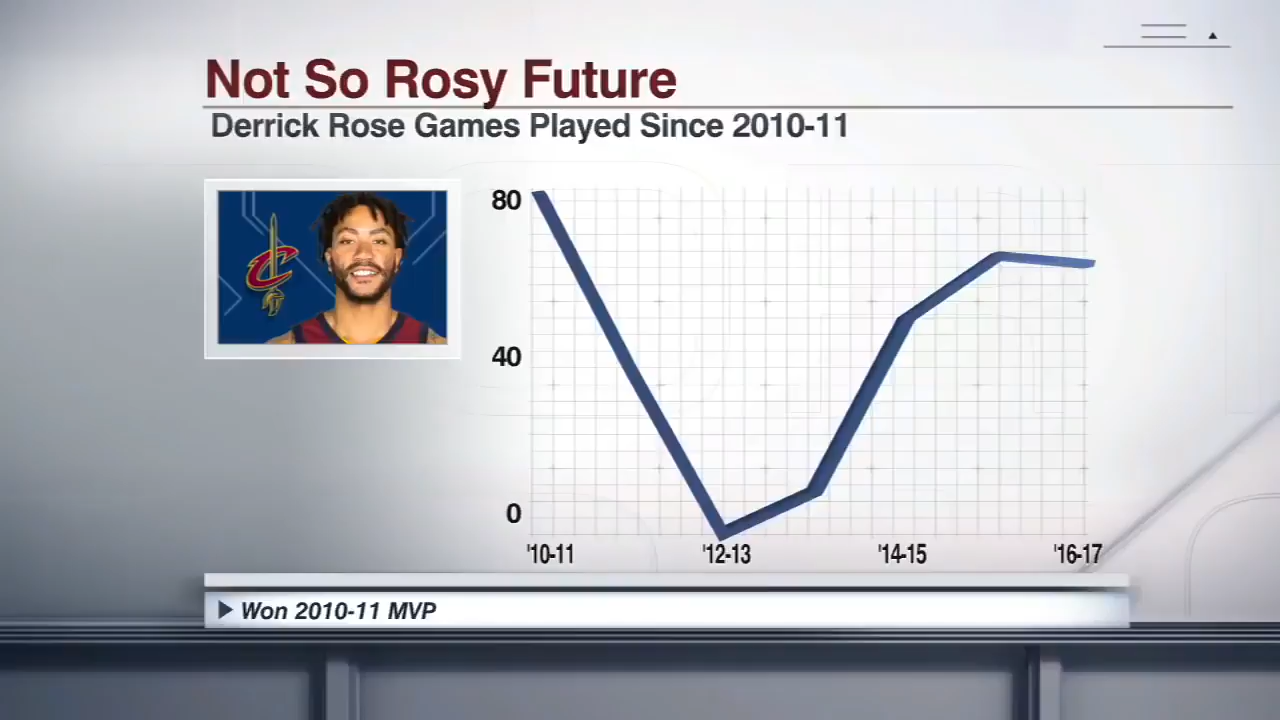 Not So Rosy Future
Derrick Rose Games Played Since 2010-11
80
40
0
'10-11
'12-13
'14-15
'16-17
Won 2010-11 MVP